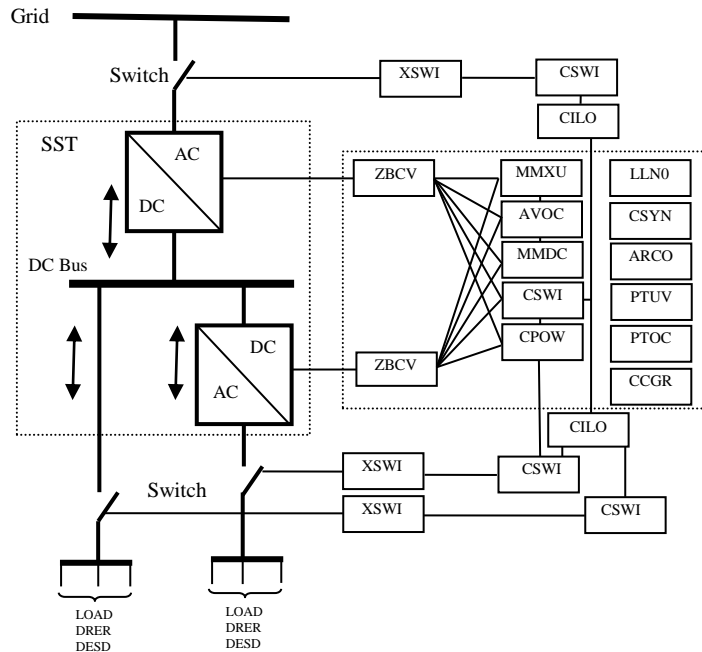 Grid
Switch
XSWI
CSWI
CILO
SST
AC
DC
ZBCV
MMXU
LLN0
AVOC
CSYN
DC Bus
MMDC
ARCO
CSWI
PTUV
DC
AC
ZBCV
CPOW
PTOC
CCGR
CILO
Switch
XSWI
CSWI
XSWI
CSWI
LOAD
DRER
DESD
LOAD
DRER
DESD